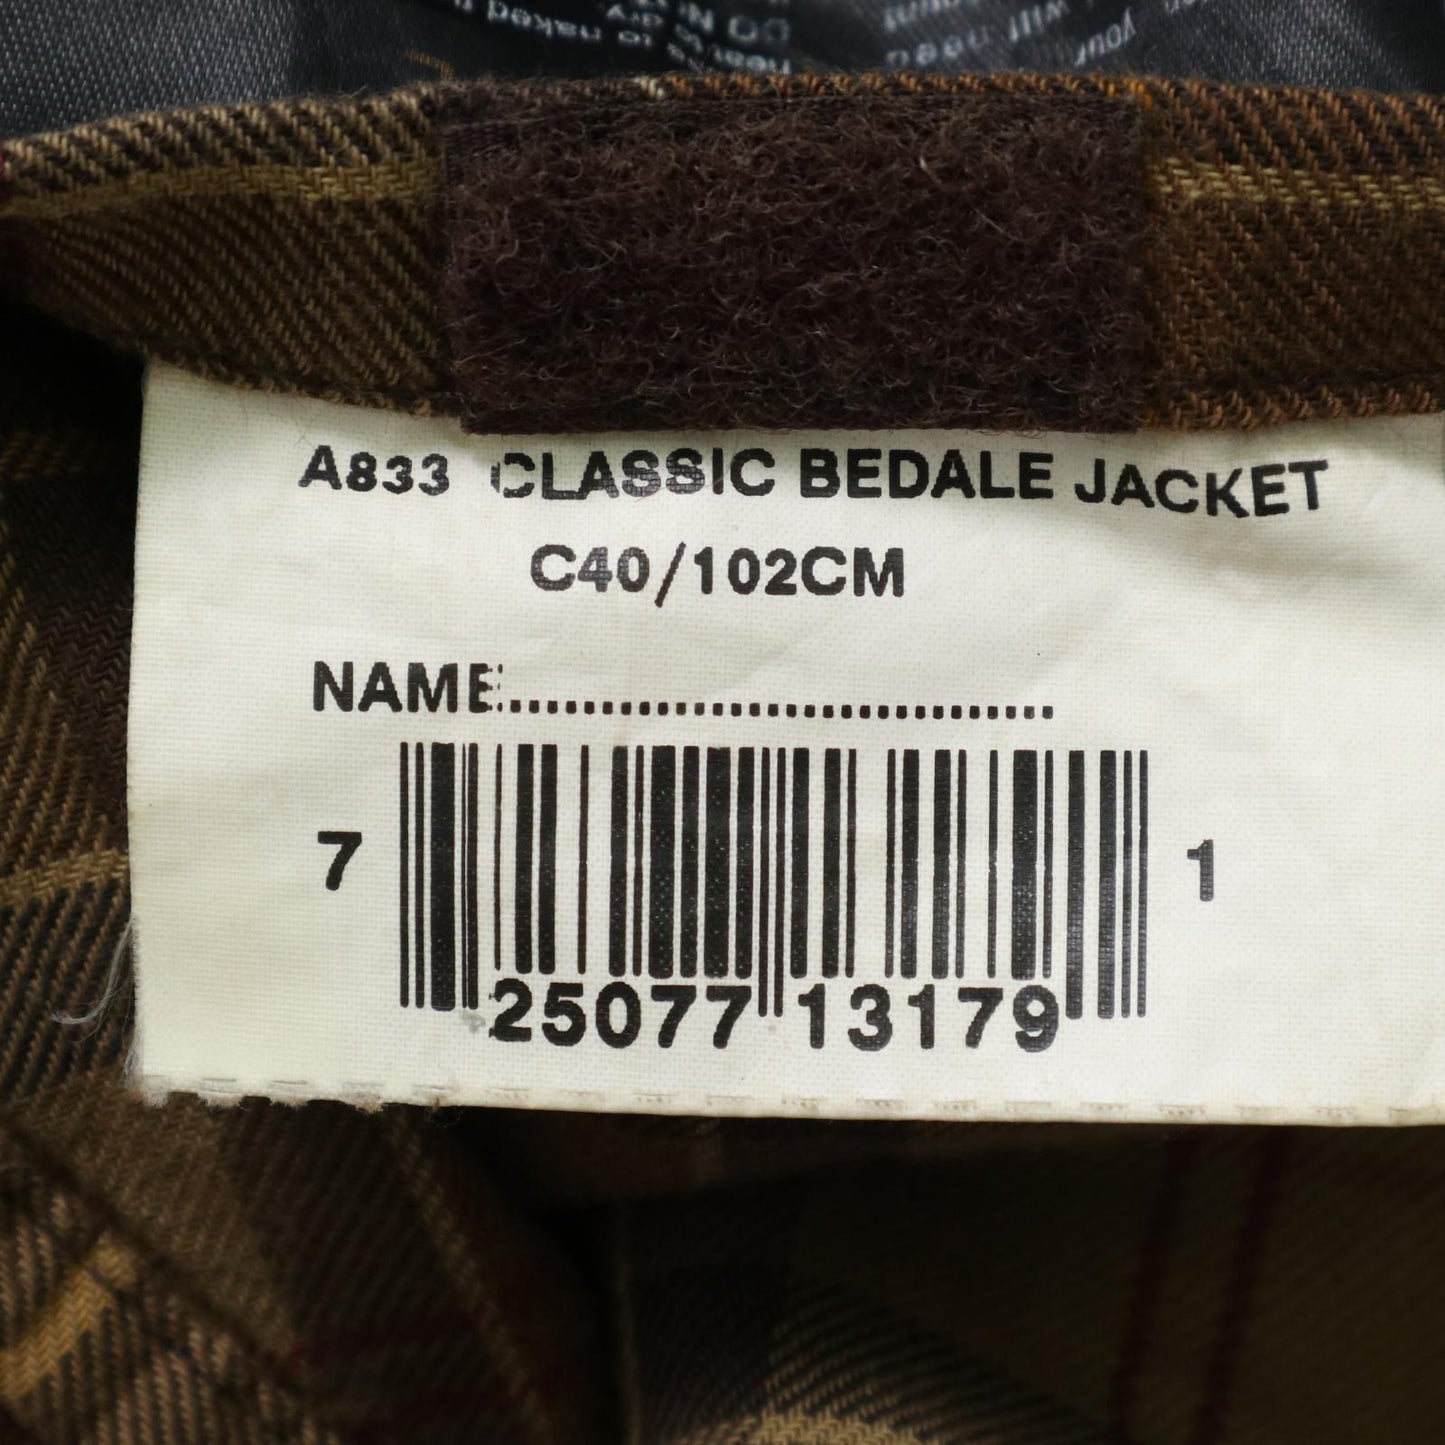 A833 CLASSIC BEDALE JACKET
C40/102CM
NAME:....................................
7 25077 13179 1